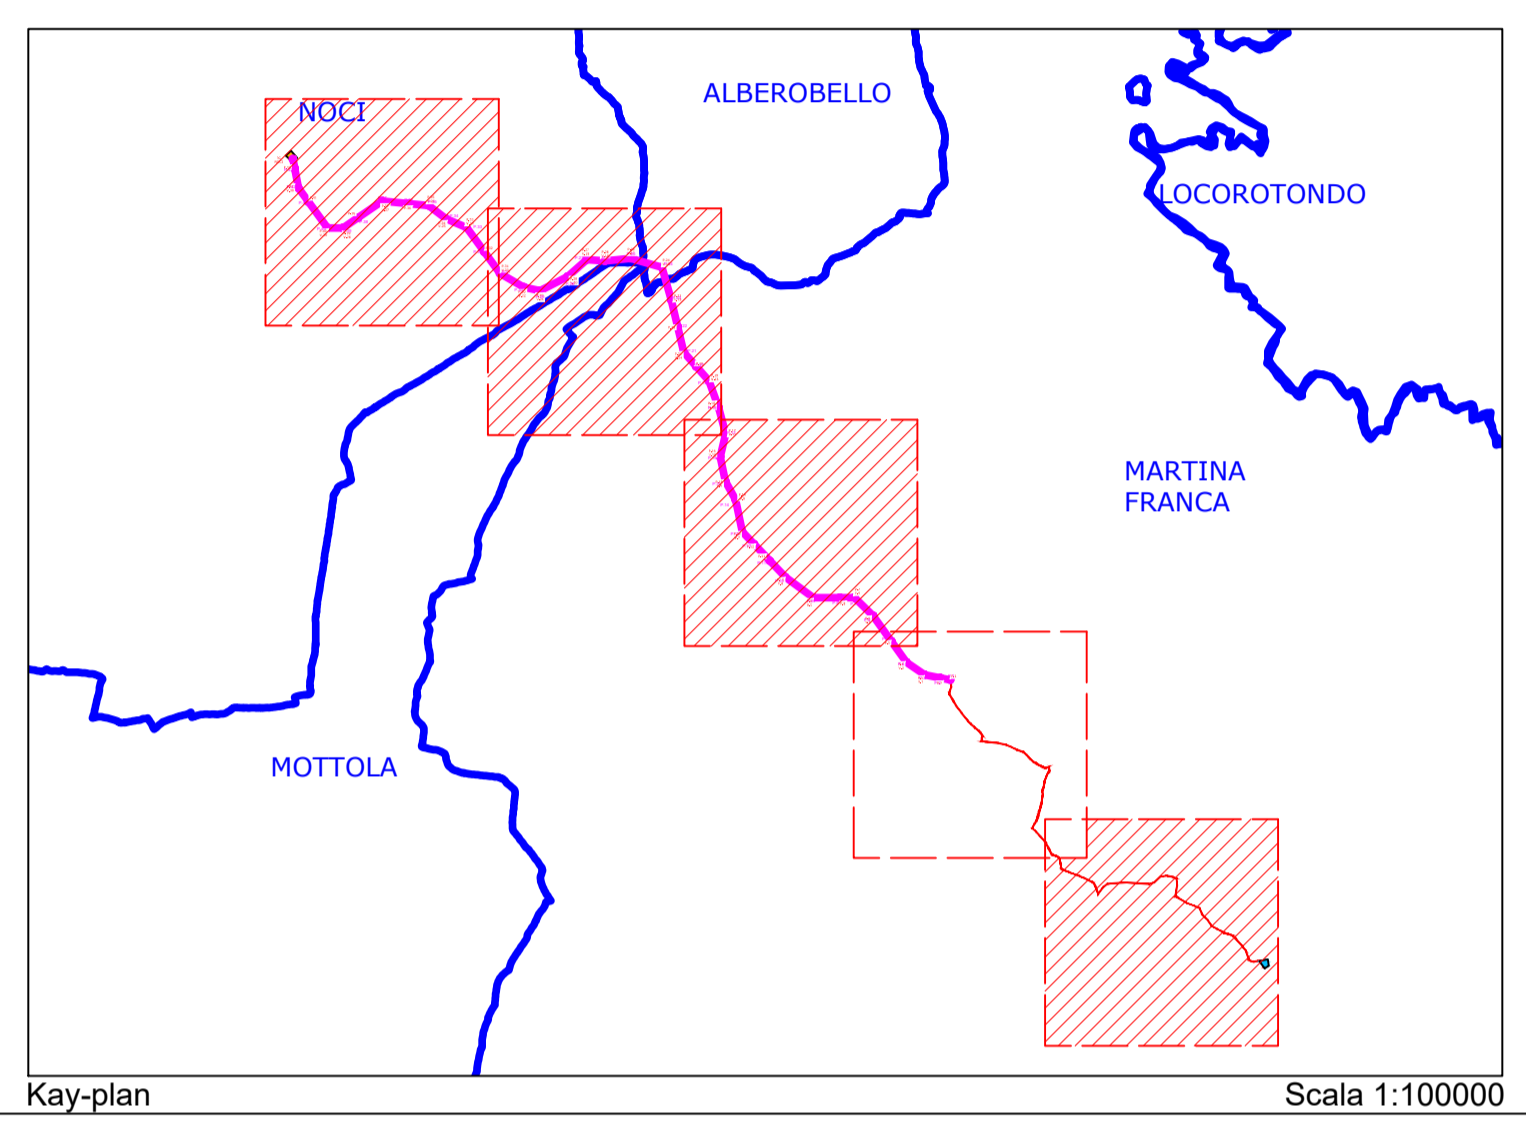 ALBEROBELLO
NOCI
LOCOROTONDO
MARTINA
FRANCA
MOTTOLA
Kay-plan
Scala 1:100000